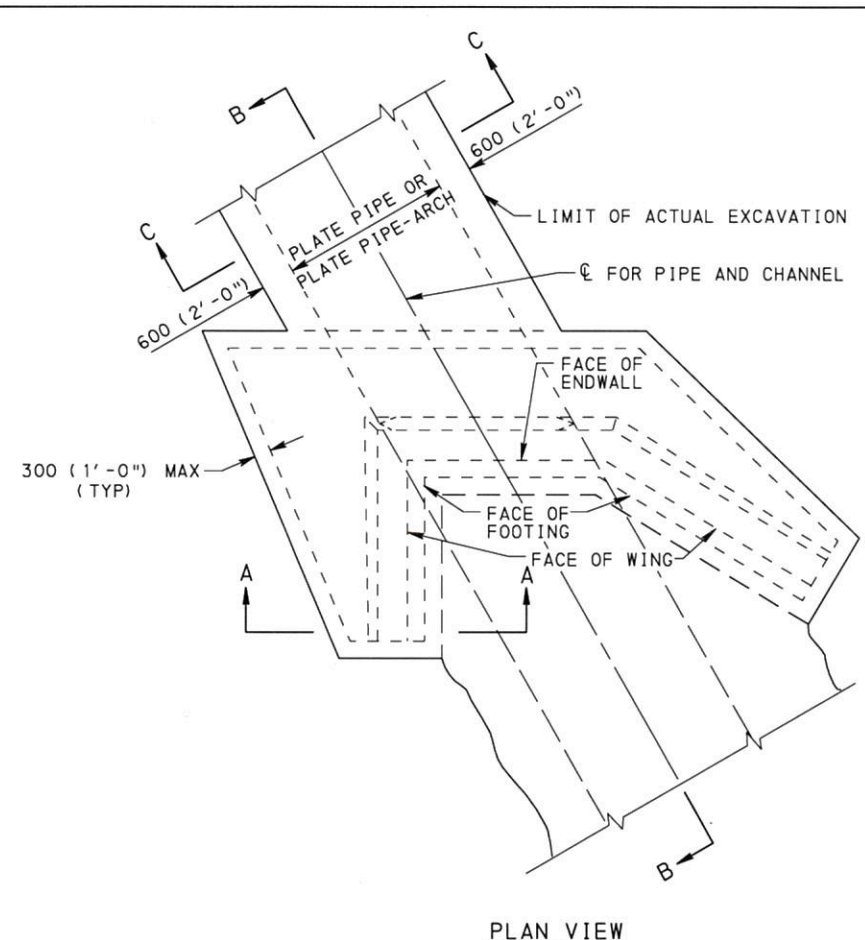 C
B
600 (2'-0")
C
PLATE PIPE OR
PLATE PIPE-ARCH
LIMIT OF ACTUAL EXCAVATION
℄ FOR PIPE AND CHANNEL
600 (2'-0")
FACE OF
ENDWALL
300 (1'-0") MAX
(TYP)
FACE OF
FOOTING
FACE OF WING
A
A
B
PLAN VIEW